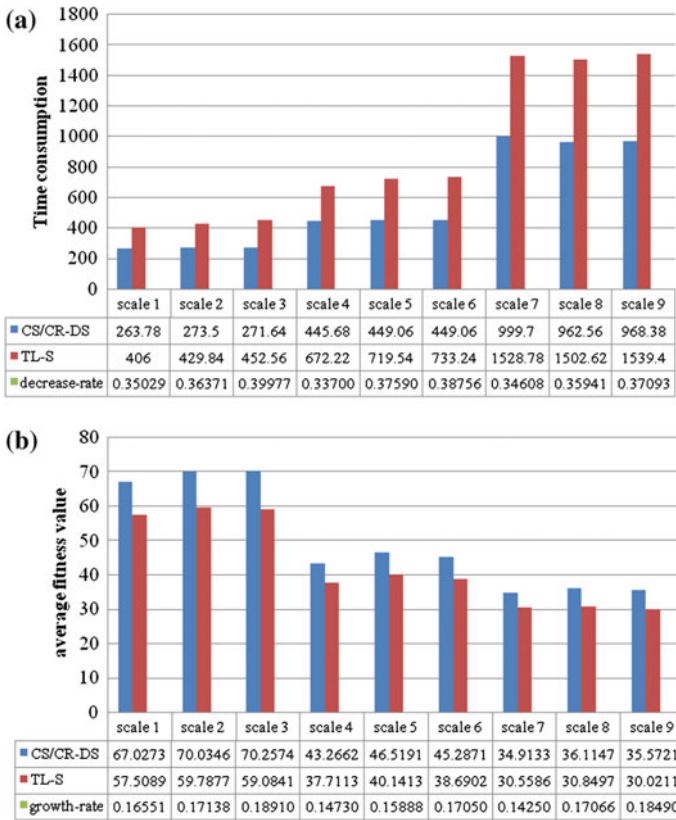 (a)
Time consumption
1800
1600
1400
1200
1000
800
600
400
200
0
scale 1 scale 2 scale 3 scale 4 scale 5 scale 6 scale 7 scale 8 scale 9
CS/CR-DS 263.78 273.5 271.64 445.68 449.06 449.06 999.7 962.56 968.38
TL-S 406 429.84 452.56 672.22 719.54 733.24 1528.78 1502.62 1539.4
decrease-rate 0.35029 0.36371 0.39977 0.33700 0.37590 0.38756 0.34608 0.35941 0.37093
(b)
average fitness value
80
70
60
50
40
30
20
10
0
scale 1 scale 2 scale 3 scale 4 scale 5 scale 6 scale 7 scale 8 scale 9
CS/CR-DS 67.0273 70.0346 70.2574 43.2662 46.5191 45.2871 34.9133 36.1147 35.5721
TL-S 57.5089 59.7877 59.0841 37.7113 40.1413 38.6902 30.5586 30.8497 30.0211
growth-rate 0.16551 0.17138 0.18910 0.14730 0.15888 0.17050 0.14250 0.17066 0.18490